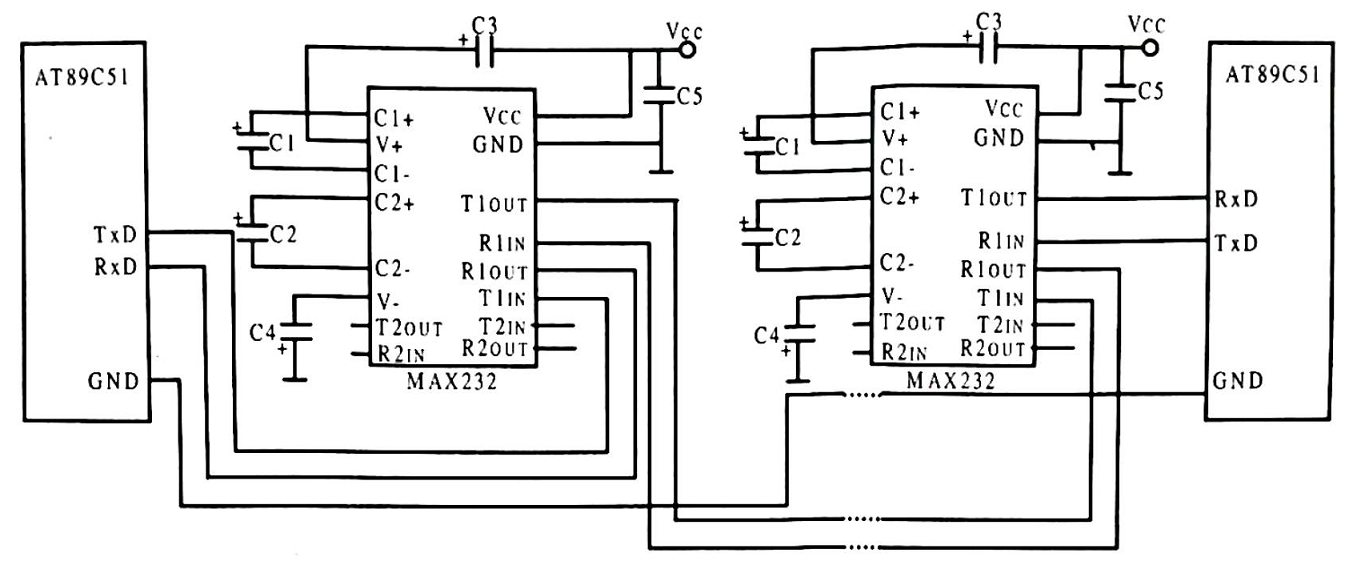 AT89C51
TxD
RxD
GND
C3
+
Vcc
C5
+
C1
+
C2
C4
+
C1+
V+
C1-
C2+
C2-
V-
T2OUT
R2IN
VCC
GND
T1OUT
R1IN
R1OUT
T1IN
T2IN
R2OUT
MAX232
C3
+
Vcc
C5
+
C1
+
C2
C4
+
C1+
V+
C1-
C2+
C2-
V-
T2OUT
R2IN
VCC
GND
T1OUT
R1IN
R1OUT
T1IN
T2IN
R2OUT
MAX232
AT89C51
RxD
TxD
GND